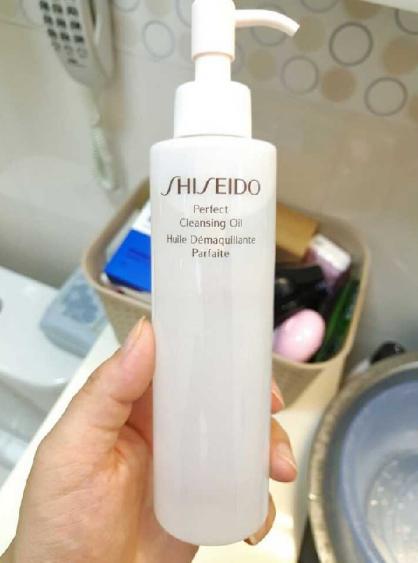 SHISEIDO
Perfect
Cleansing Oil
Huile Démaquillante
Parfaite